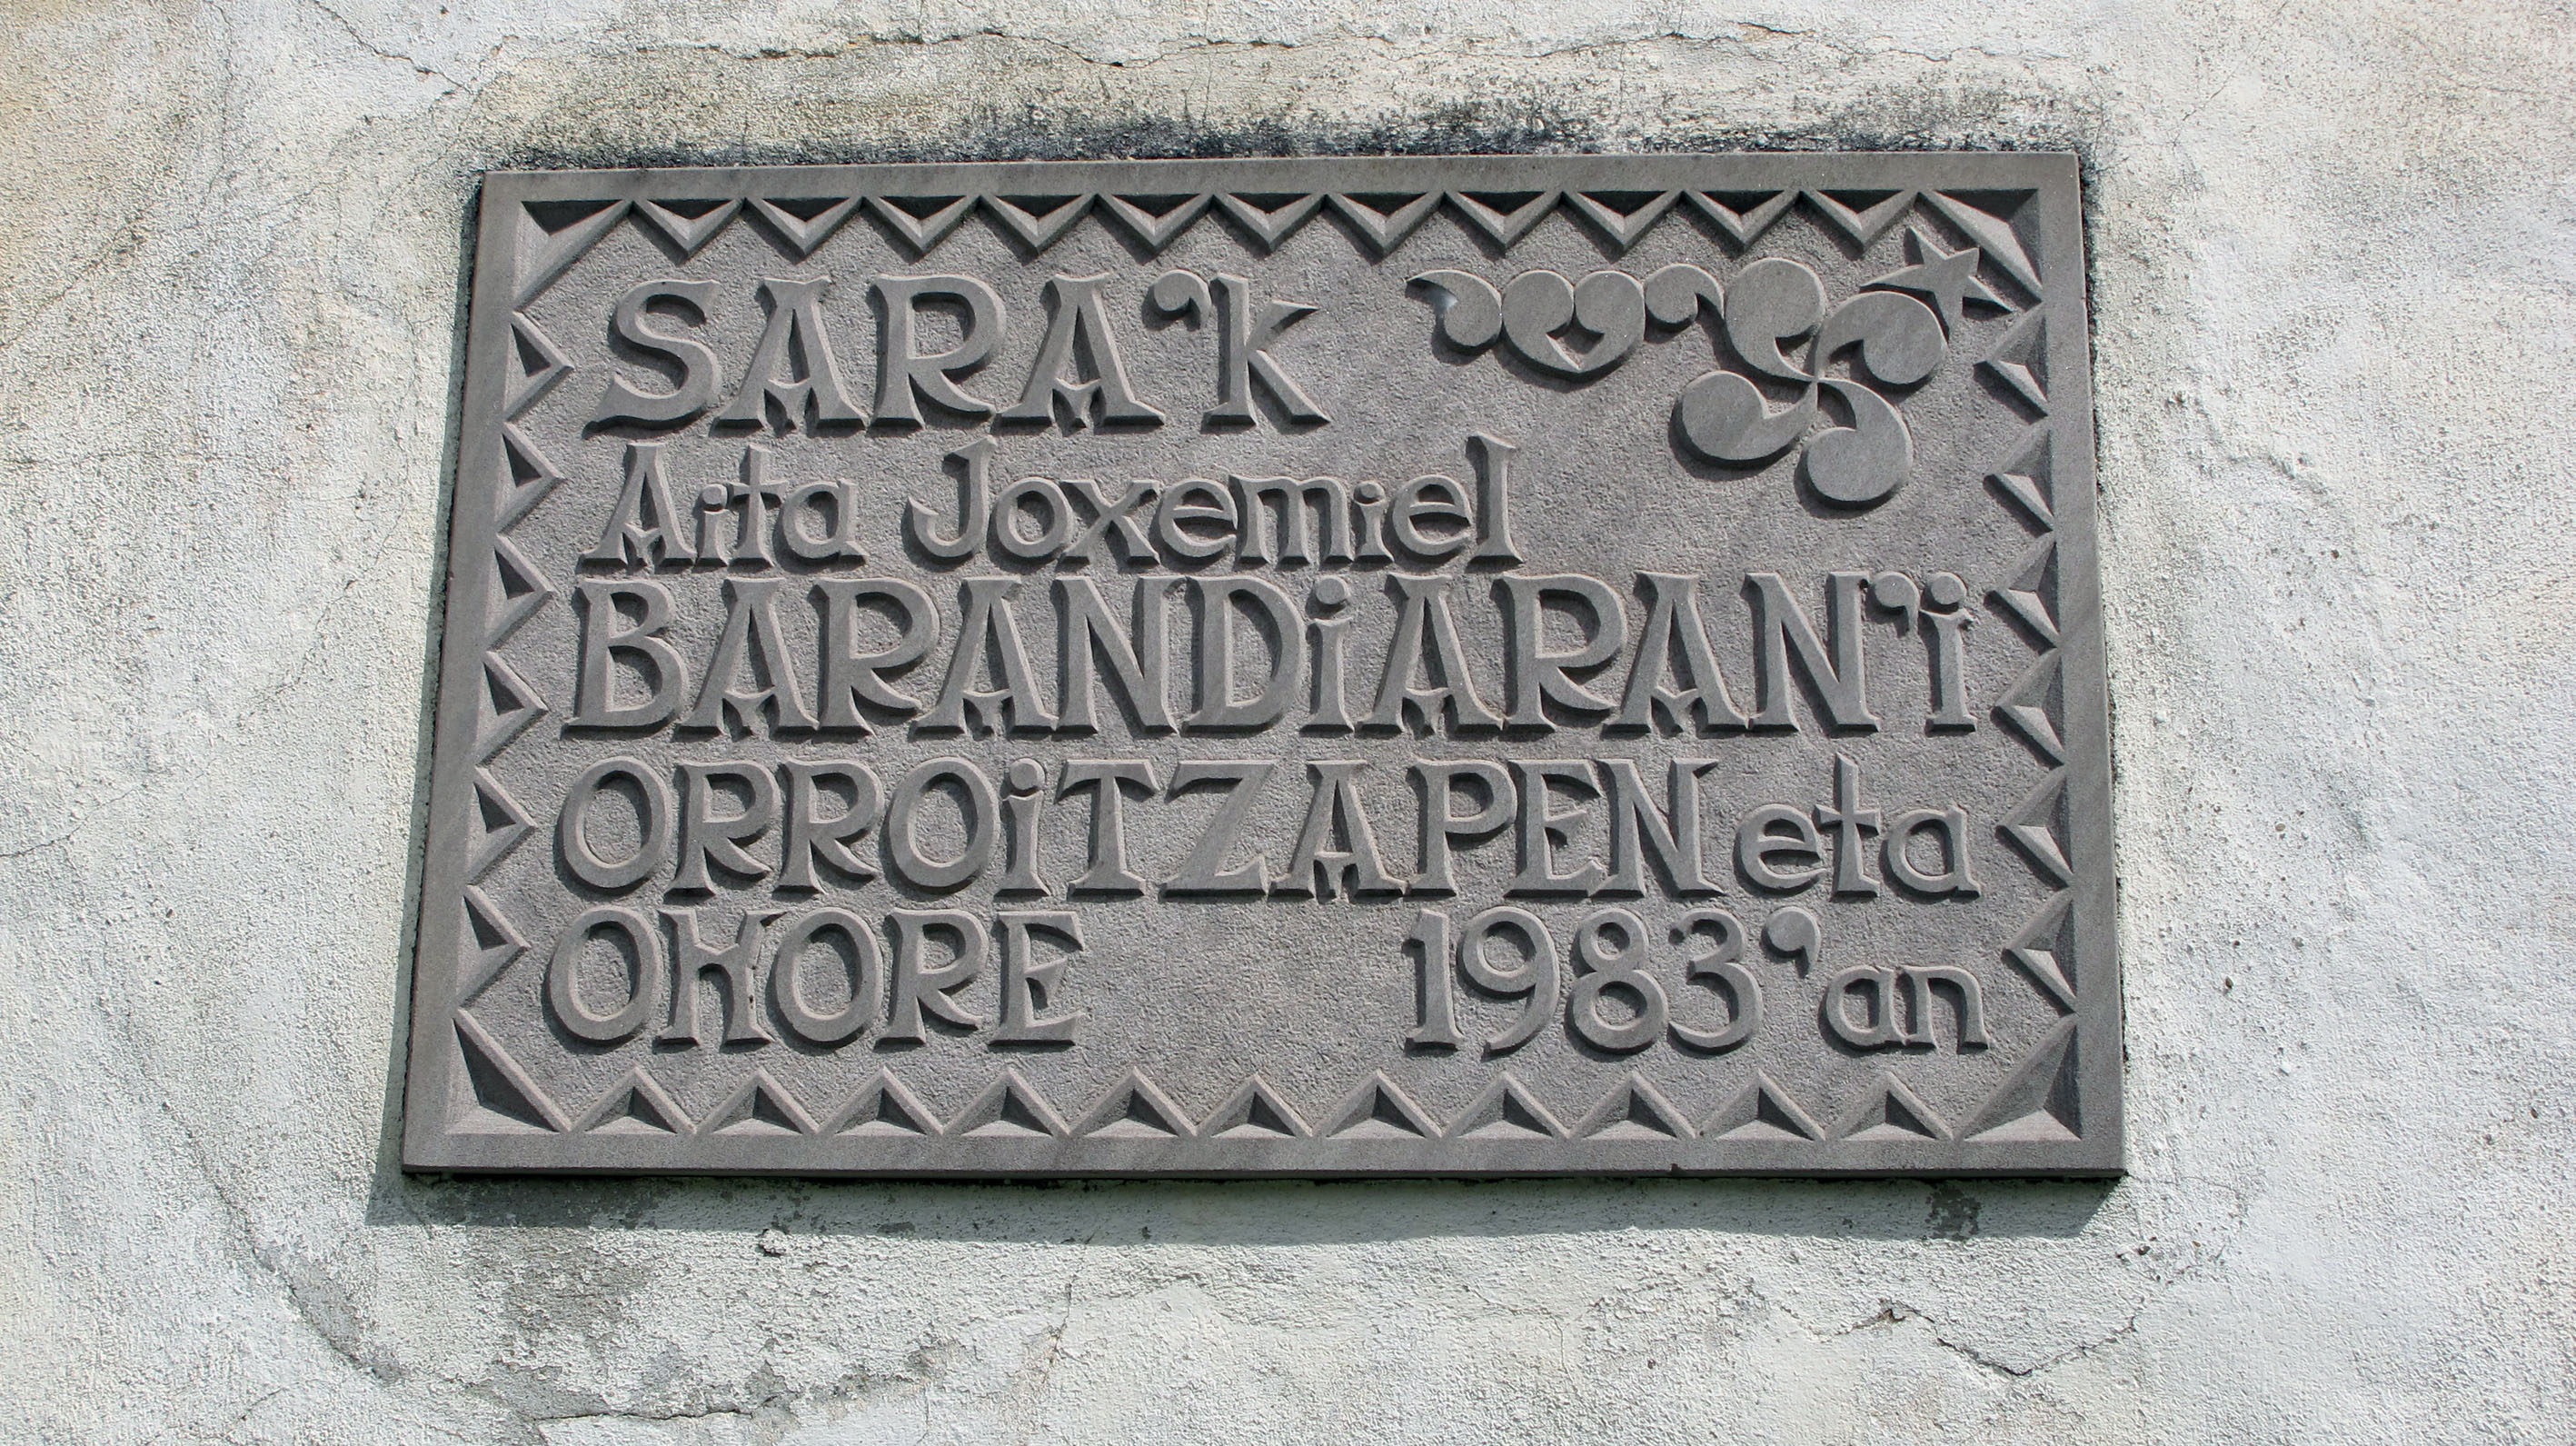 SARA'K
Aita Joxemiel
BARANDiARAN'i
ORROiTZAPEN eta
OHORE 1983'an